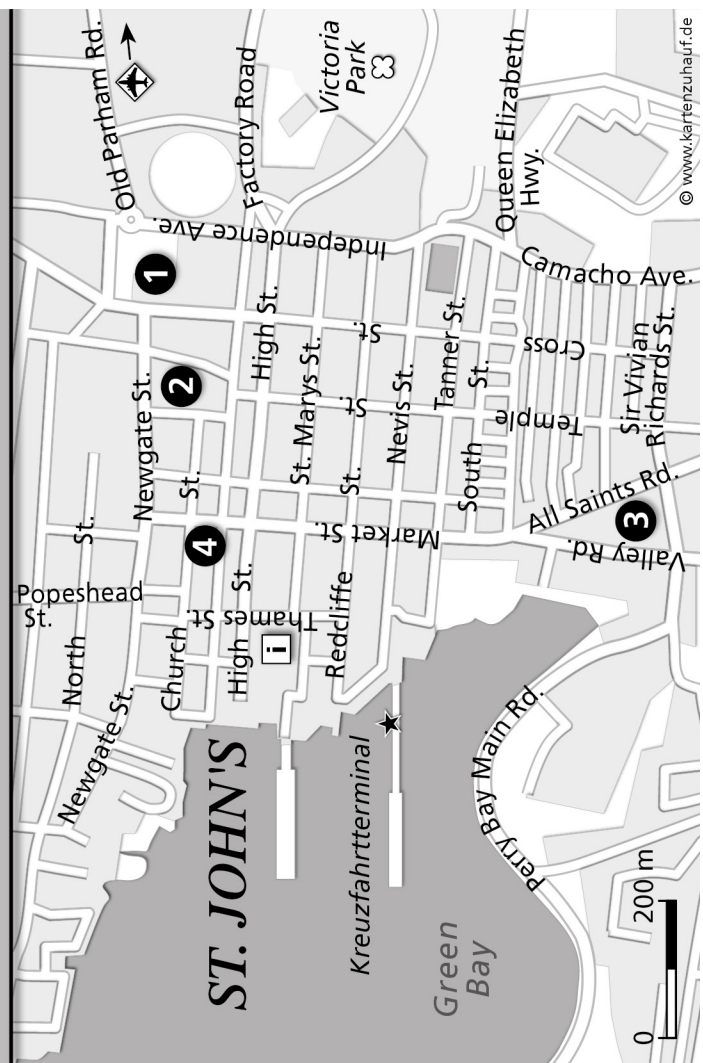 Old Parham Rd.
Factory Road
Victoria
Park
Queen Elizabeth
Hwy.
Independence Ave.
Camacho Ave.
1
2
3
4
Newgate St.
High St.
St. Marys St.
St.
Nevis St.
Tanner St.
South St.
Cross St.
Temple St.
Sir Vivian
Richards St.
All Saints Rd.
Valley Rd.
Market St.
Popeshead
St.
North St.
Church St.
High St.
Thames St.
Redcliffe
i
Newgate St.
ST. JOHN'S
Kreuzfahrtterminal
Green
Bay
Perry Bay Main Rd.
0 200 m
© www.kartenzuhauf.de